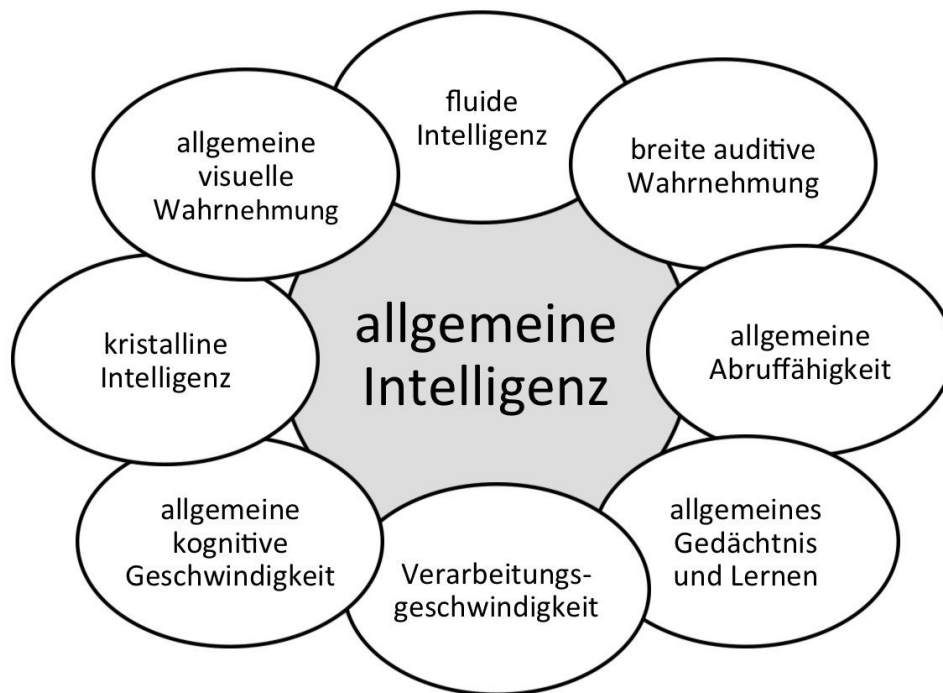 fluide
Intelligenz
allgemeine
visuelle
Wahrnehmung
breite auditive
Wahrnehmung
kristalline
Intelligenz
allgemeine
Intelligenz
allgemeine
Abruffähigkeit
allgemeine
kognitive
Geschwindigkeit
Verarbeitungs-
geschwindigkeit
allgemeines
Gedächtnis
und Lernen